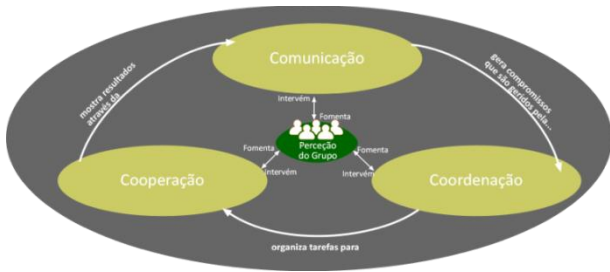 Comunicação
mostra resultados
através da
gera compromissos
que são geridos pela...
Intervém
Fomenta
Perceção
do Grupo
Fomenta
Fomenta
Intervém
Intervém
Cooperação
Coordenação
organiza tarefas para